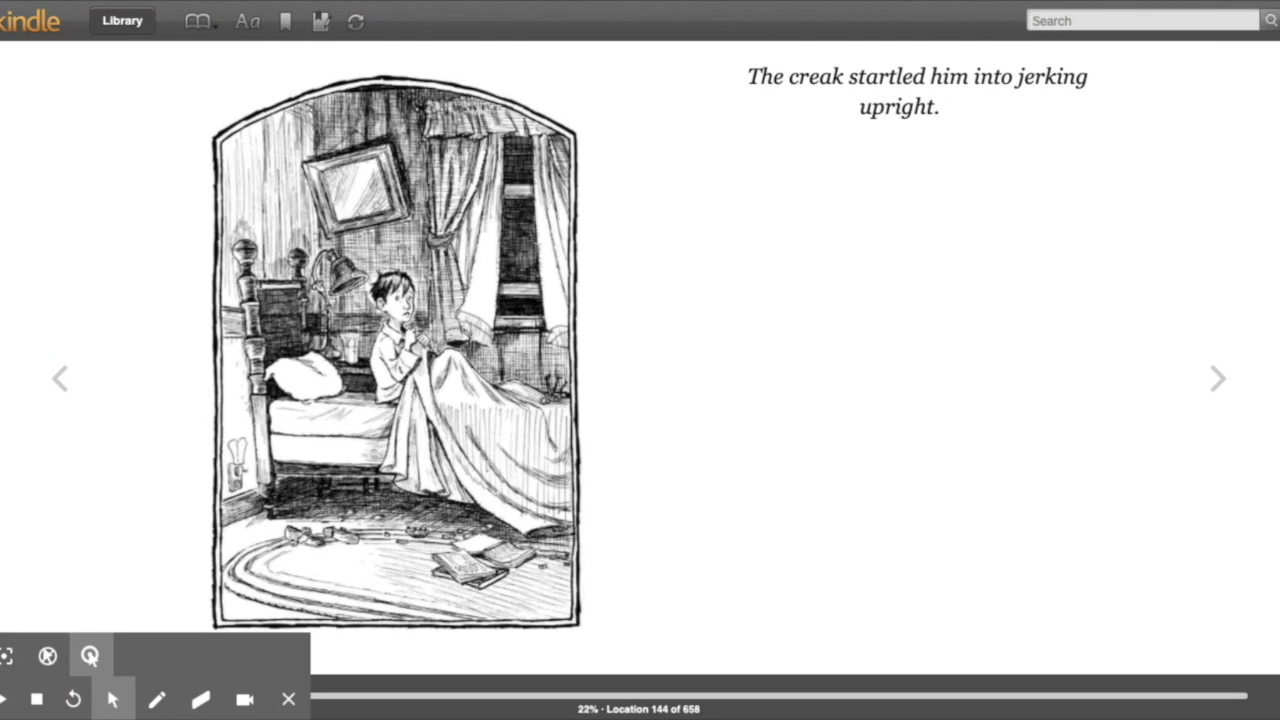 kindle
Library
Aa
Search
The creak startled him into jerking
upright.
22% · Location 144 of 658